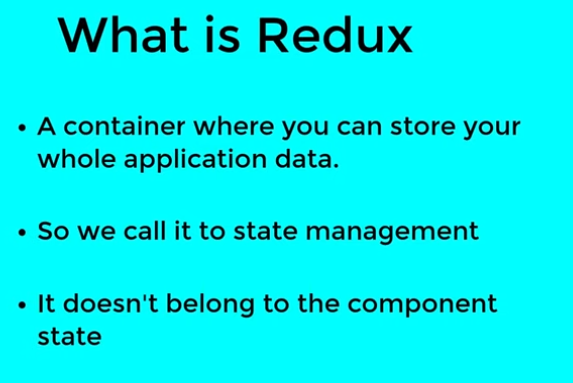 What is Redux
• A container where you can store your
whole application data.
• So we call it to state management
• It doesn't belong to the component
state